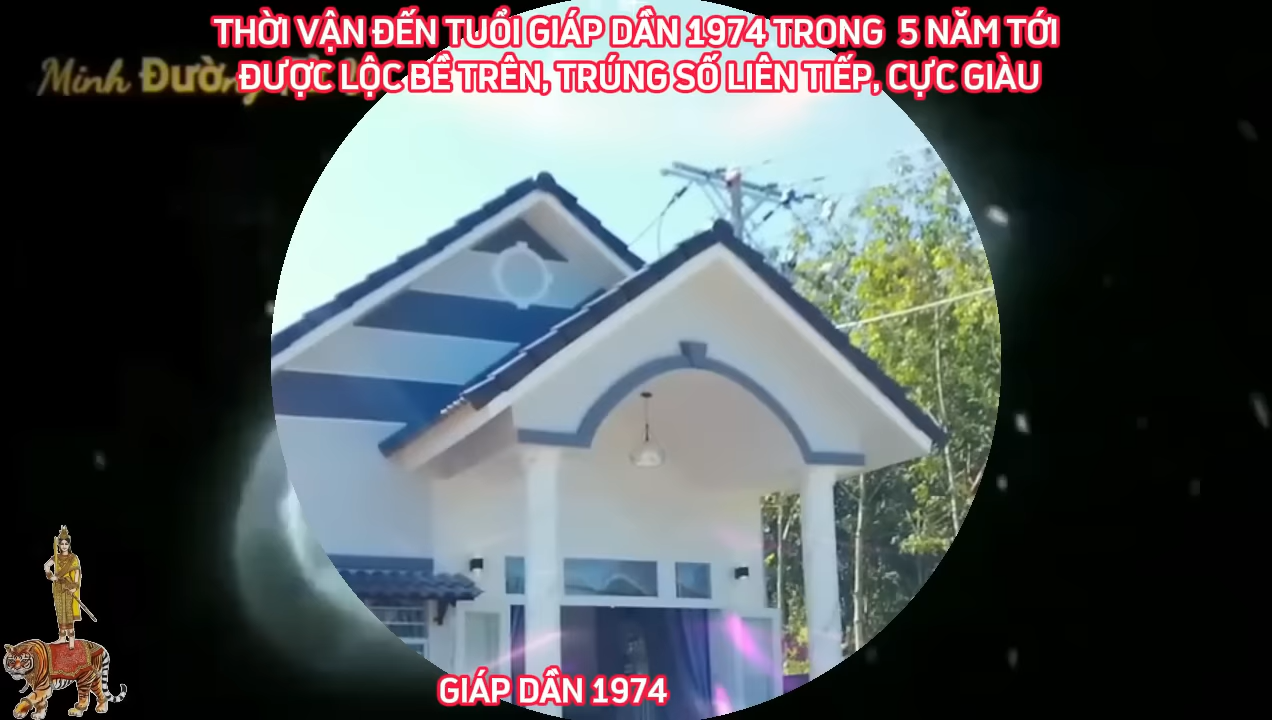 THỜI VẬN ĐẾN TUỔI GIÁP DẦN 1974 TRONG 5 NĂM TỚI
ĐƯỢC LỘC BỀ TRÊN, TRÚNG SỐ LIÊN TIẾP, CỰC GIÀU
Minh Đường
GIÁP DẦN 1974